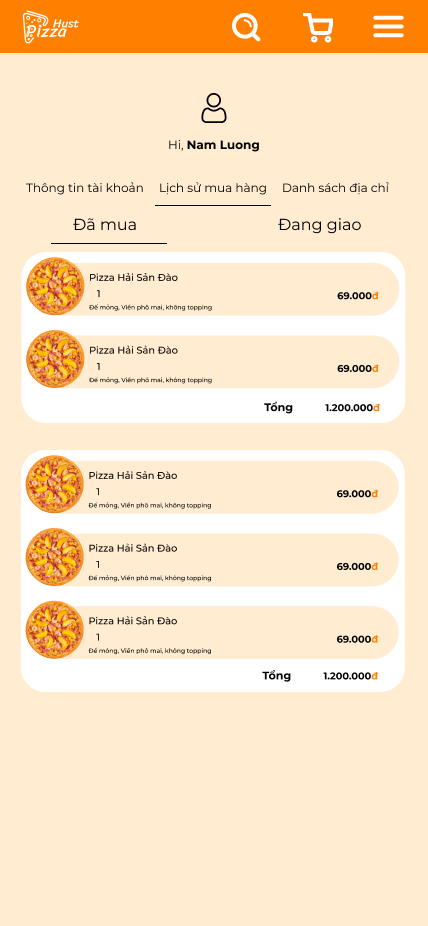 Hust
Pizza
Hi, Nam Luong
Thông tin tài khoản Lịch sử mua hàng Danh sách địa chỉ
Đã mua Đang giao
Pizza Hải Sản Đào
1
69.000đ
Đế mỏng, Viền phô mai, không topping
Pizza Hải Sản Đào
1
69.000đ
Đế mỏng, Viền phô mai, không topping
Tổng 1.200.000đ
Pizza Hải Sản Đào
1
69.000đ
Đế mỏng, Viền phô mai, không topping
Pizza Hải Sản Đào
1
69.000đ
Đế mỏng, Viền phô mai, không topping
Pizza Hải Sản Đào
1
69.000đ
Đế mỏng, Viền phô mai, không topping
Tổng 1.200.000đ